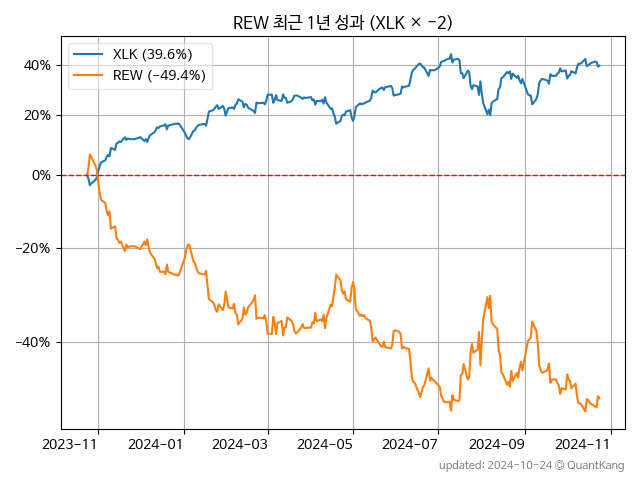 REW 최근 1년 성과 (XLK × −2)
XLK (39.6%)
REW (−49.4%)
40%
20%
0%
−20%
−40%
2023-11 2024-01 2024-03 2024-05 2024-07 2024-09 2024-11
updated: 2024-10-24 © QuantKang